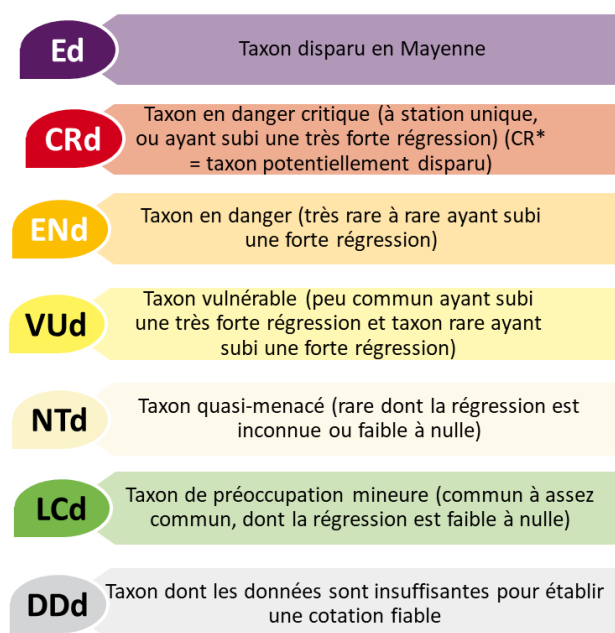 Ed
Taxon disparu en Mayenne
CRd
Taxon en danger critique (à station unique,
ou ayant subi une très forte régression) (CR*
= taxon potentiellement disparu)
ENd
Taxon en danger (très rare à rare ayant subi
une forte régression)
VUd
Taxon vulnérable (peu commun ayant subi
une très forte régression et taxon rare ayant
subi une forte régression)
NTd
Taxon quasi-menacé (rare dont la régression est
inconnue ou faible à nulle)
LCd
Taxon de préoccupation mineure (commun à assez
commun, dont la régression est faible à nulle)
DDd
Taxon dont les données sont insuffisantes pour établir
une cotation fiable